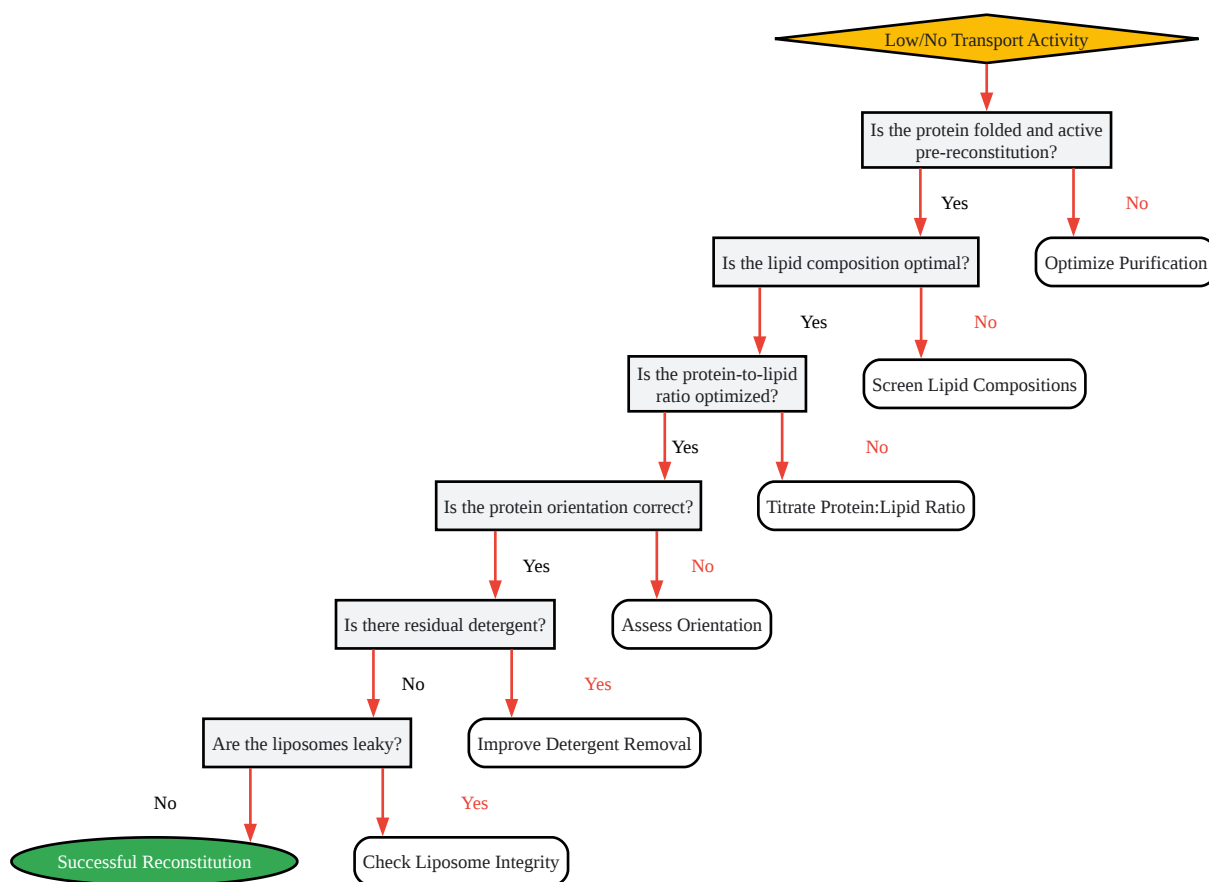 Low/No Transport Activity
Is the protein folded and active
pre-reconstitution?
Yes
No
Is the lipid composition optimal?
Optimize Purification
Yes
No
Is the protein-to-lipid
ratio optimized?
Screen Lipid Compositions
Yes
No
Is the protein orientation correct?
Titrate Protein:Lipid Ratio
Yes
No
Is there residual detergent?
Assess Orientation
No
Yes
Are the liposomes leaky?
Improve Detergent Removal
No
Yes
Successful Reconstitution
Check Liposome Integrity